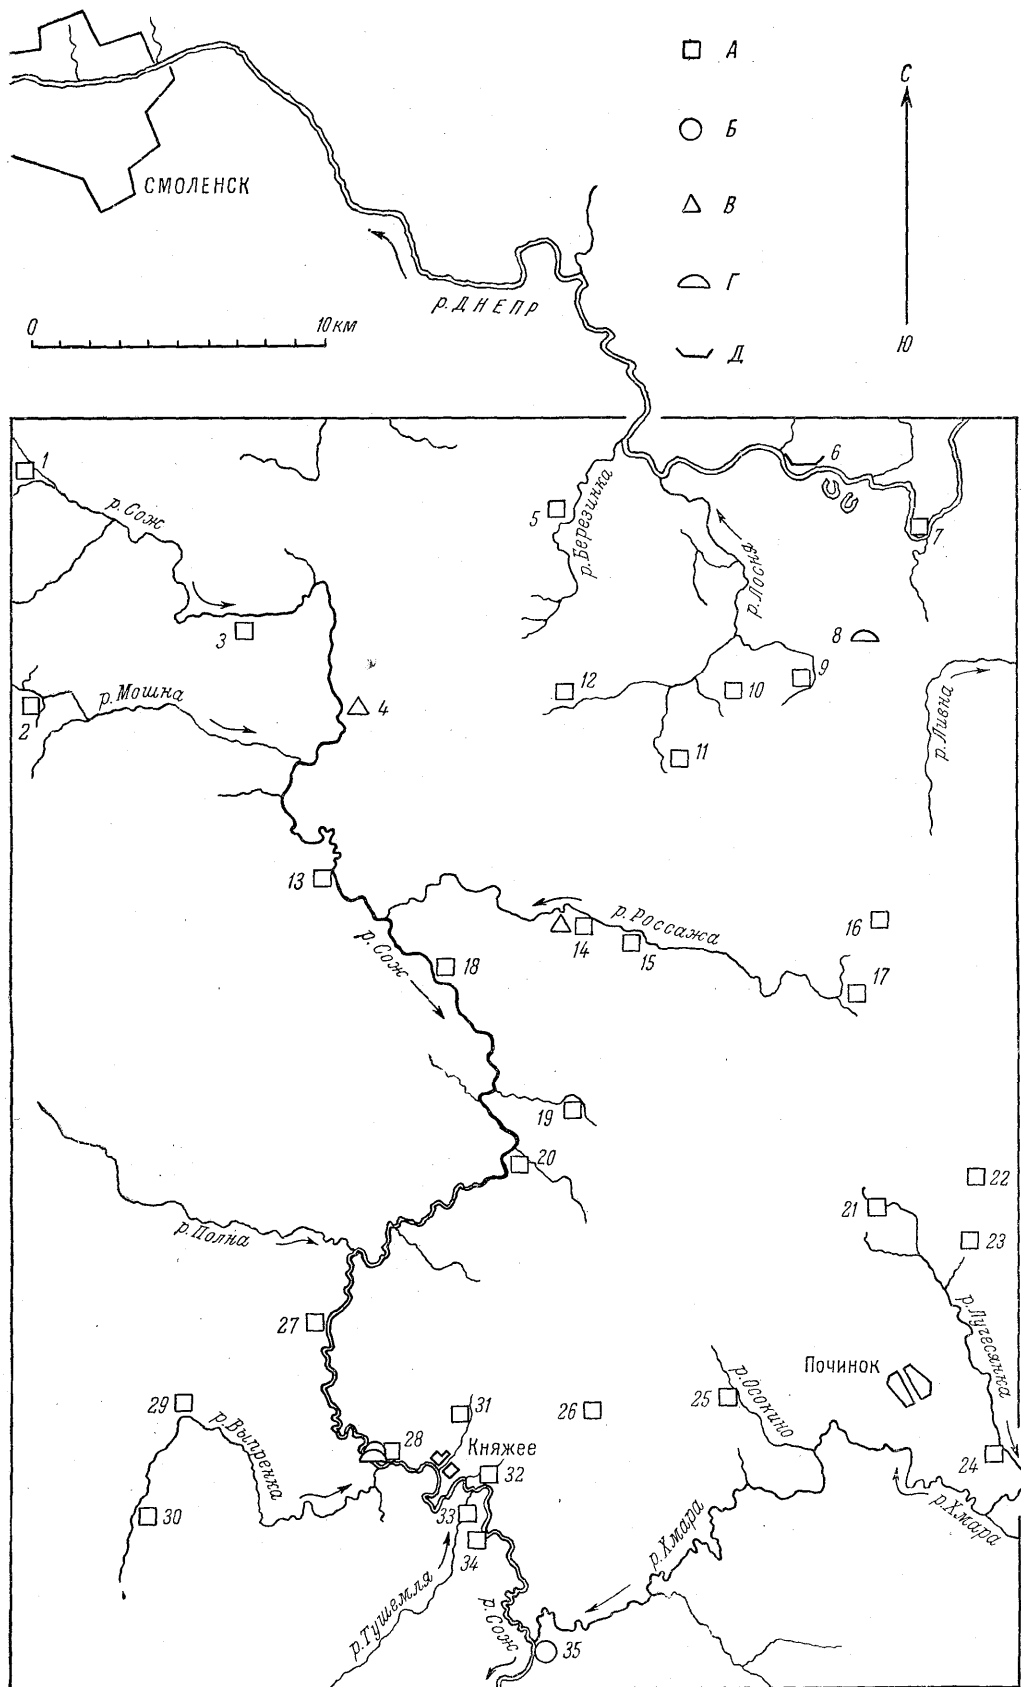 А
С
Б
СМОЛЕНСК
В
Г
р. ДНЕПР
0 10 км
Д
Ю
1
6
р. Сож
5
р. Березинка
7
р. Лосня
3
8
9
12
10
р. Мошна
2
4
р. Ливна
11
13
р. Россажа
16
14
15
р. Сож
18
17
19
20
22
21
р. Полна
23
27
р. Лугесянка
Починок
29
31
26
25
р. Осокино
р. Выпренка
28
Княжее
24
32
30
33
р. Хмара
р. Хмара
34
р. Тушемля
р. Сож
35